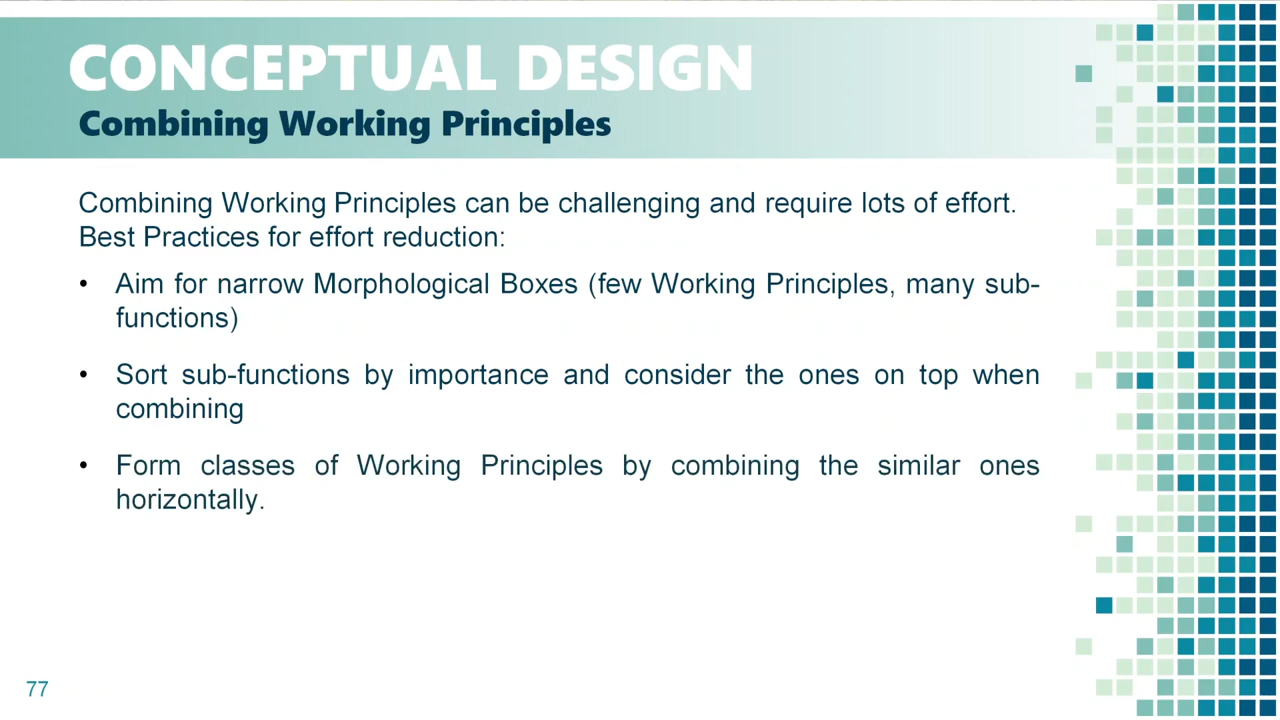 CONCEPTUAL DESIGN
Combining Working Principles
Combining Working Principles can be challenging and require lots of effort.
Best Practices for effort reduction:
• Aim for narrow Morphological Boxes (few Working Principles, many sub-
functions)
• Sort sub-functions by importance and consider the ones on top when
combining
• Form classes of Working Principles by combining the similar ones
horizontally.
77